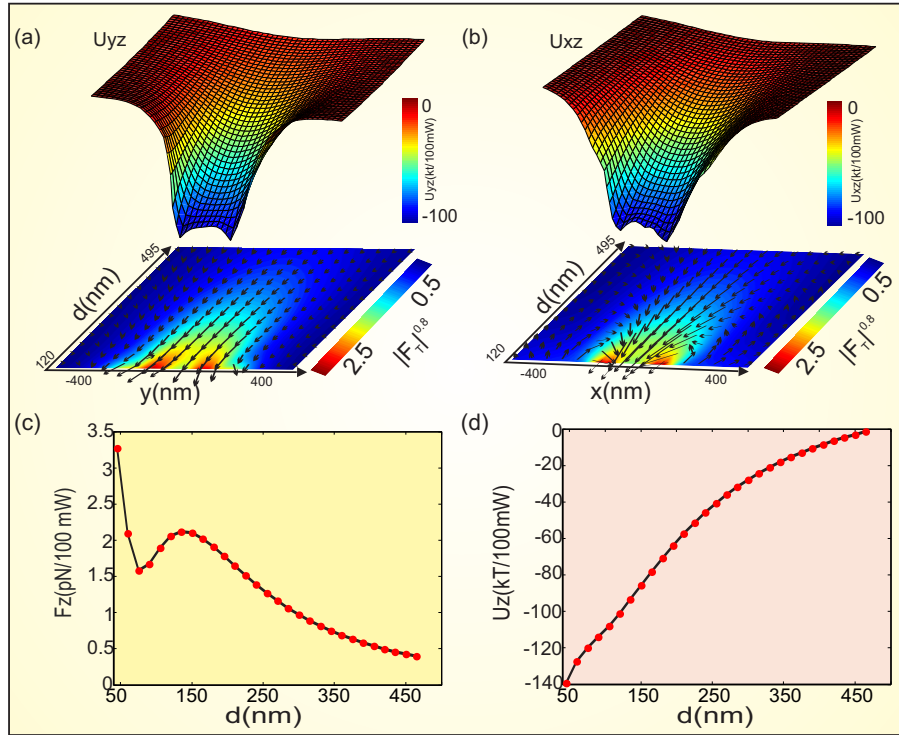 (a)
Uyz
0
Uyz(kt/100mW)
-100
495
d(nm)
120
-400
y(nm)
400
0.5
2.5
|F_T|^0.8
(b)
Uxz
0
Uxz(kt/100mW)
-100
495
d(nm)
120
-400
x(nm)
400
0.5
2.5
|F_T|^0.8
(c)
3.5
3
2.5
2
1.5
1
0.5
0
Fz(pN/100 mW)
50
150
250
350
450
d(nm)
(d)
0
-20
-40
-60
-80
-100
-120
-140
Uz(kT/100mW)
50
150
250
350
450
d(nm)